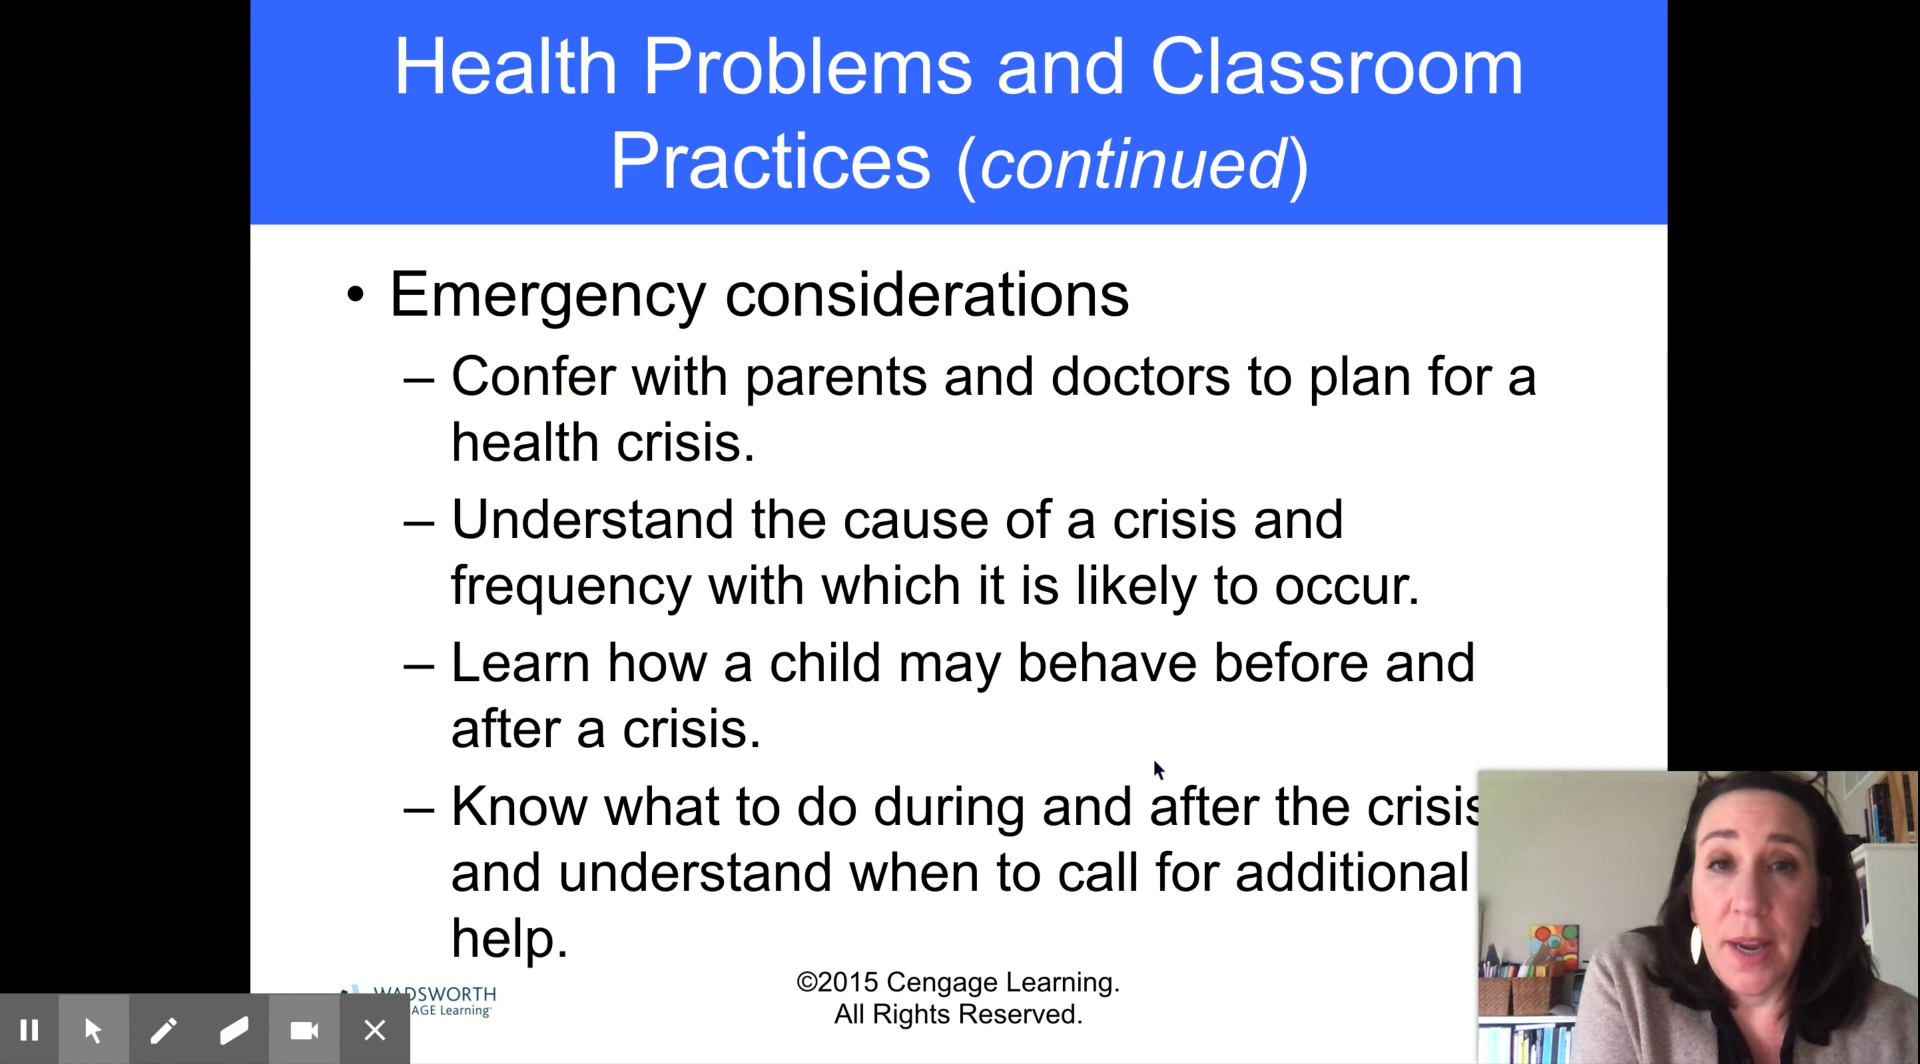 Health Problems and Classroom
Practices (continued)
• Emergency considerations
– Confer with parents and doctors to plan for a
health crisis.
– Understand the cause of a crisis and
frequency with which it is likely to occur.
– Learn how a child may behave before and
after a crisis.
– Know what to do during and after the crisis
and understand when to call for additional
help.
WADSWORTH
Learning
©2015 Cengage Learning.
All Rights Reserved.